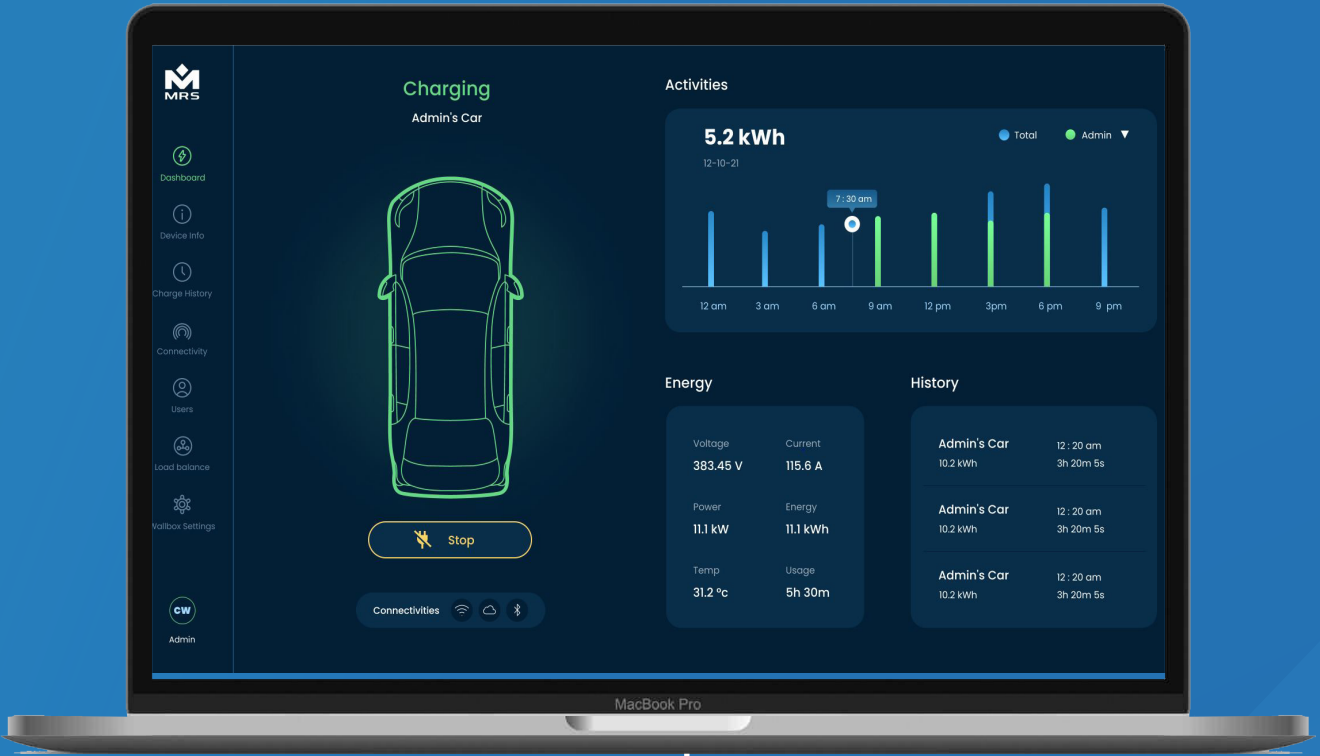 MRS
Dashboard
Device Info
Charge History
Connectivity
Users
Load balance
Wallbox Settings
CW
Admin
Charging
Admin's Car
Stop
Connectivities
Activities
5.2 kWh
12-10-21
Total Admin
7 : 30 am
12 am 3 am 6 am 9 am 12 pm 3pm 6 pm 9 pm
Energy
Voltage Current
383.45 V 115.6 A
Power Energy
11.1 kW 11.1 kWh
Temp Usage
31.2 °c 5h 30m
History
Admin's Car 12 : 20 am
10.2 kWh 3h 20m 5s
Admin's Car 12 : 20 am
10.2 kWh 3h 20m 5s
Admin's Car 12 : 20 am
10.2 kWh 3h 20m 5s
MacBook Pro